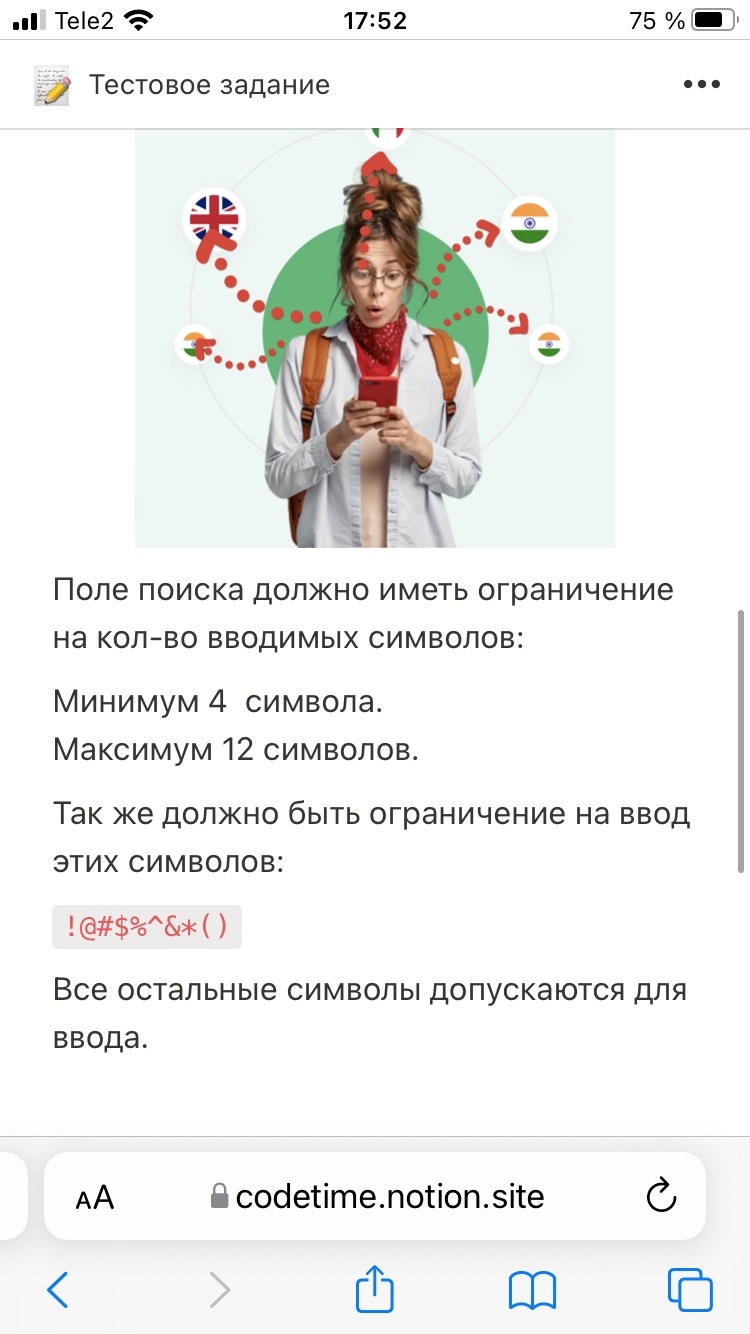 Tele2 17:52 75 %
Тестовое задание
Поле поиска должно иметь ограничение
на кол-во вводимых символов:
Минимум 4  символа.
Максимум 12 символов.
Так же должно быть ограничение на ввод
этих символов:
!@#$%^&*()
Все остальные символы допускаются для
ввода.
AA codetime.notion.site